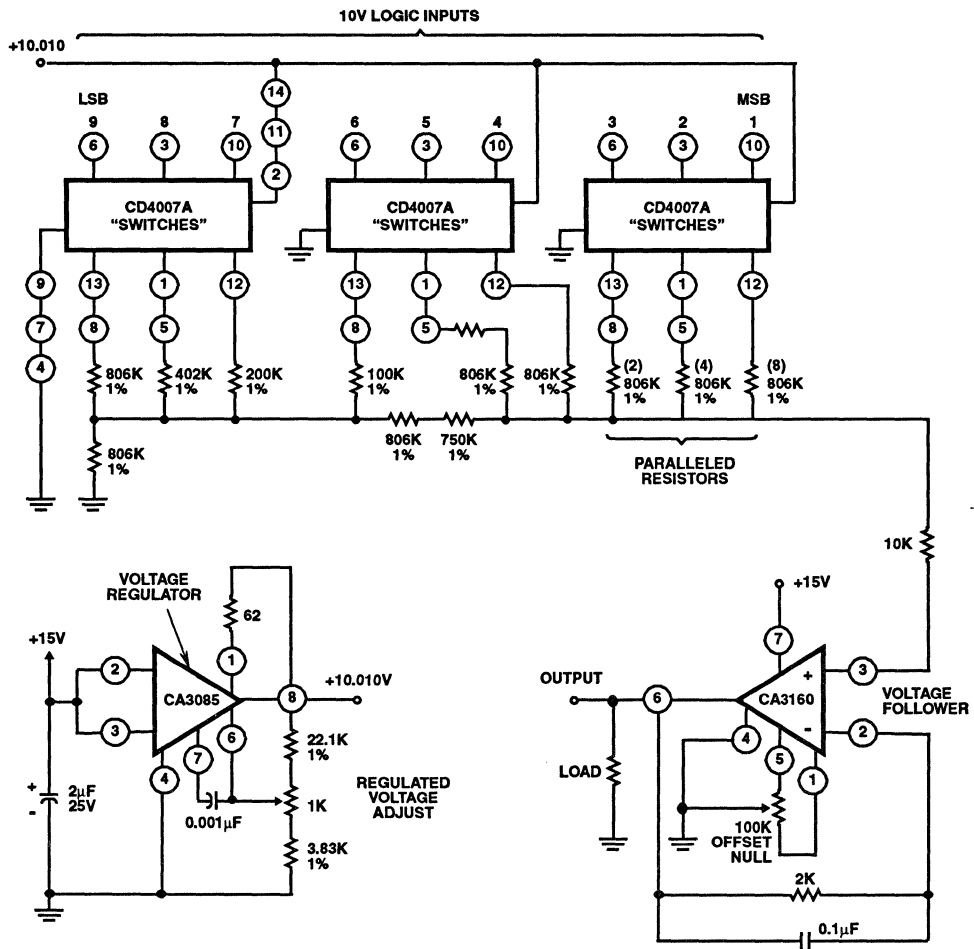 10V LOGIC INPUTS
+10.010
LSB
MSB
9 8 7 6 5 4 3 2 1
14
11
2
6 3 10 6 3 10 6 3 10
CD4007A
"SWITCHES"
CD4007A
"SWITCHES"
CD4007A
"SWITCHES"
9
7
4
13 1 12 13 1 12 13 1 12
8 5 8 5 8 5
806K
1%
402K
1%
200K
1%
100K
1%
806K
1%
806K
1%
(2)
806K
1%
(4)
806K
1%
(8)
806K
1%
806K
1%
750K
1%
806K
1%
PARALLELED
RESISTORS
10K
VOLTAGE
REGULATOR
62
+15V
2
3
1
CA3085
8
+10.010V
6
7
4
22.1K
1%
1K
3.83K
1%
REGULATED
VOLTAGE
ADJUST
0.001μF
+
-
2μF
25V
+15V
7
OUTPUT
6
CA3160
+
-
3
2
VOLTAGE
FOLLOWER
4
5
1
LOAD
100K
OFFSET
NULL
2K
0.1μF